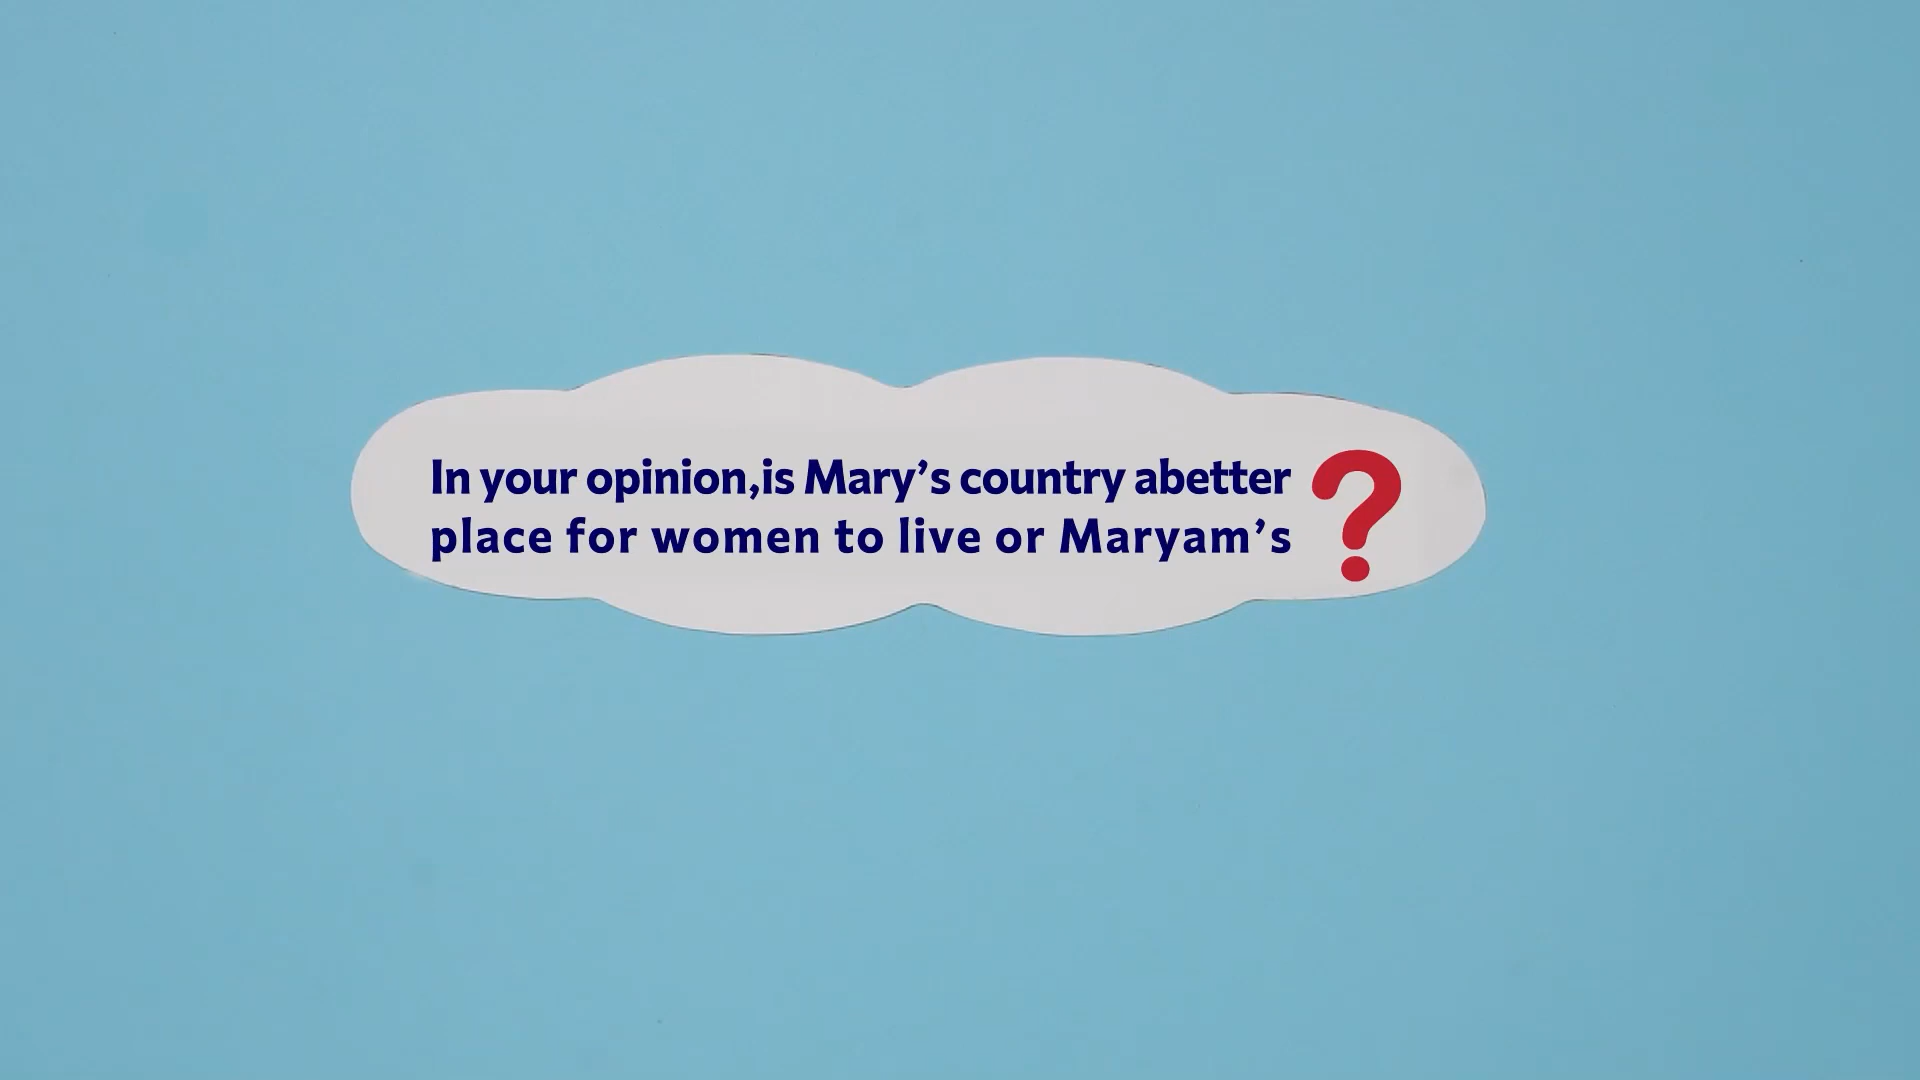 In your opinion,is Mary’s country abetter
place for women to live or Maryam’s ?